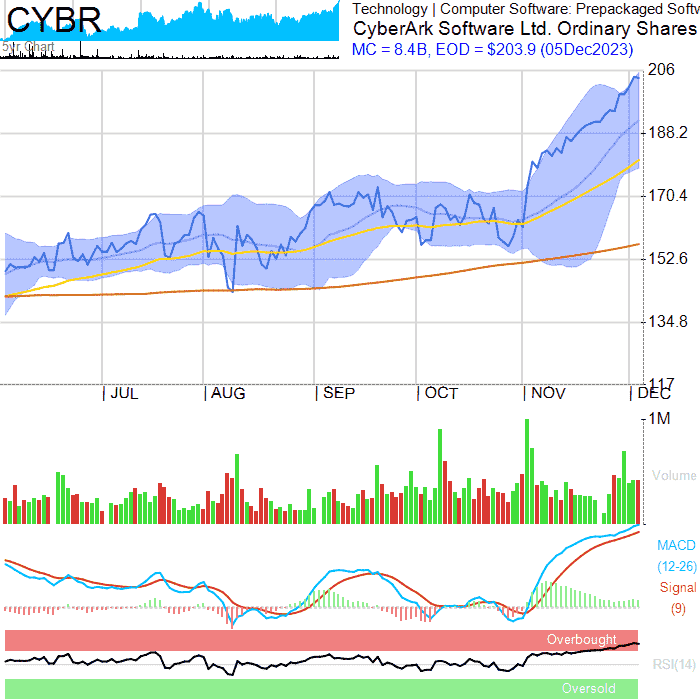 CYBR
5yr Chart
Technology | Computer Software: Prepackaged Softw
CyberArk Software Ltd. Ordinary Shares
MC = 8.4B, EOD = $203.9 (05Dec2023)
206
188.2
170.4
152.6
134.8
117
| JUL | AUG | SEP | OCT | NOV | DEC
1M
Volume
MACD
(12-26)
Signal
(9)
Overbought
RSI(14)
Oversold